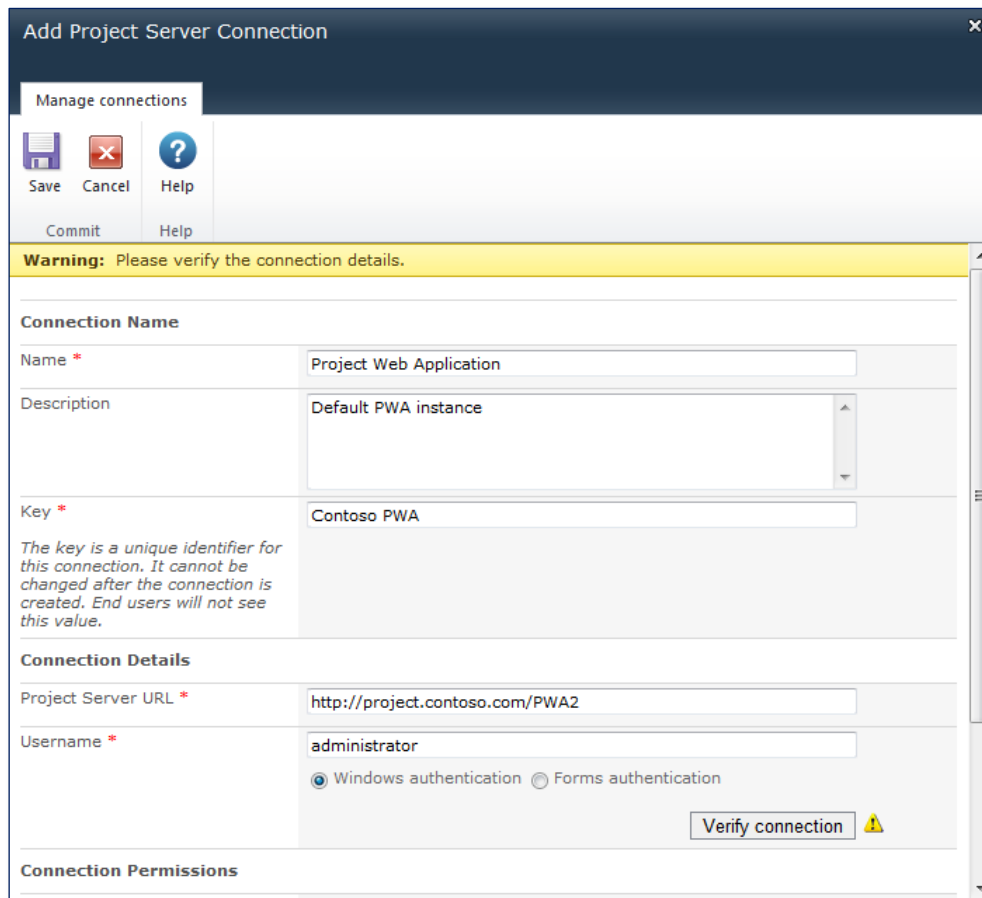 Add Project Server Connection
Manage connections
Save Cancel Help
Commit Help
Warning: Please verify the connection details.
Connection Name
Name * Project Web Application
Description Default PWA instance
Key * Contoso PWA
The key is a unique identifier for
this connection. It cannot be
changed after the connection is
created. End users will not see
this value.
Connection Details
Project Server URL * http://project.contoso.com/PWA2
Username * administrator
Windows authentication Forms authentication
Verify connection
Connection Permissions